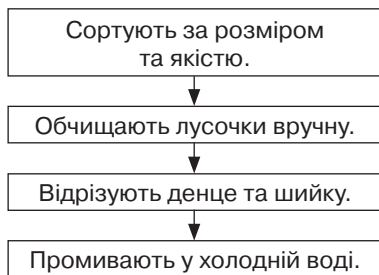 Сортують за розміром
та якістю.
Обчищають лусочки вручну.
Відрізують денце та шийку.
Промивають у холодній воді.